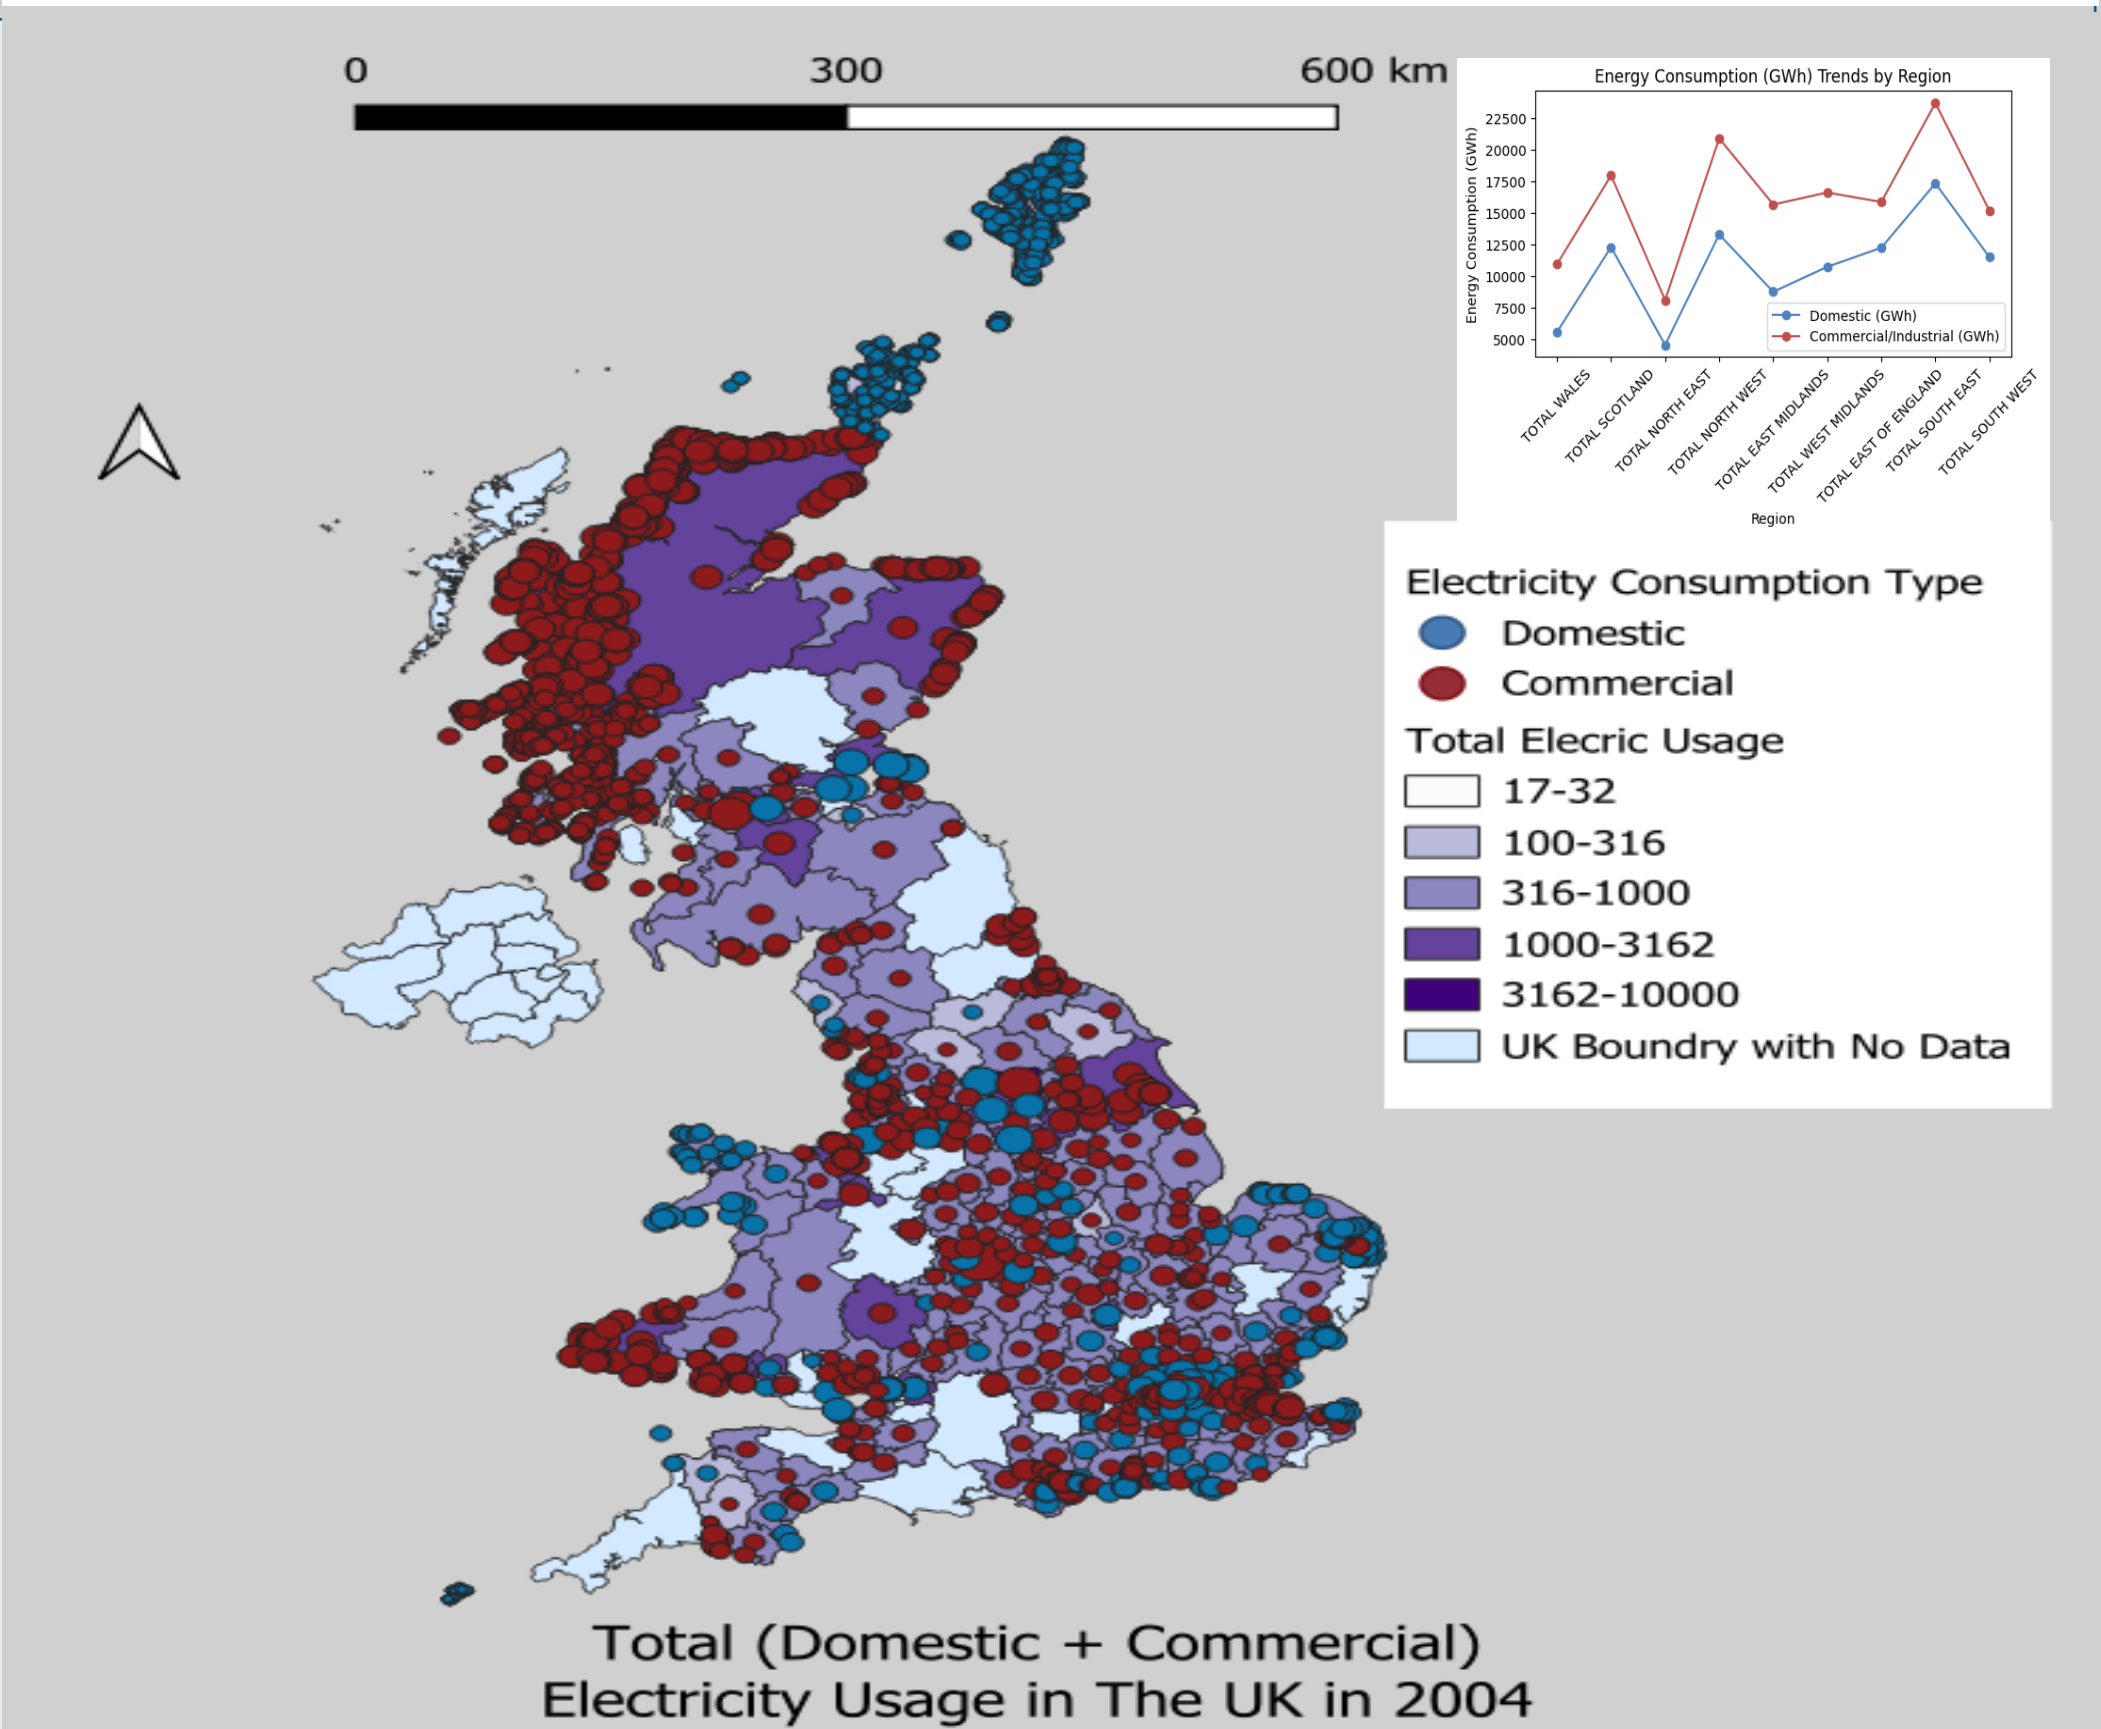 0 300 600 km
Energy Consumption (GWh) Trends by Region
Energy Consumption (GWh)
22500
20000
17500
15000
12500
10000
7500
5000
Domestic (GWh)
Commercial/Industrial (GWh)
TOTAL WALES
TOTAL SCOTLAND
TOTAL NORTH EAST
TOTAL NORTH WEST
TOTAL EAST MIDLANDS
TOTAL WEST MIDLANDS
TOTAL EAST OF ENGLAND
TOTAL SOUTH EAST
TOTAL SOUTH WEST
Region
Electricity Consumption Type
Domestic
Commercial
Total Elecric Usage
17-32
100-316
316-1000
1000-3162
3162-10000
UK Boundry with No Data
Total (Domestic + Commercial)
Electricity Usage in The UK in 2004